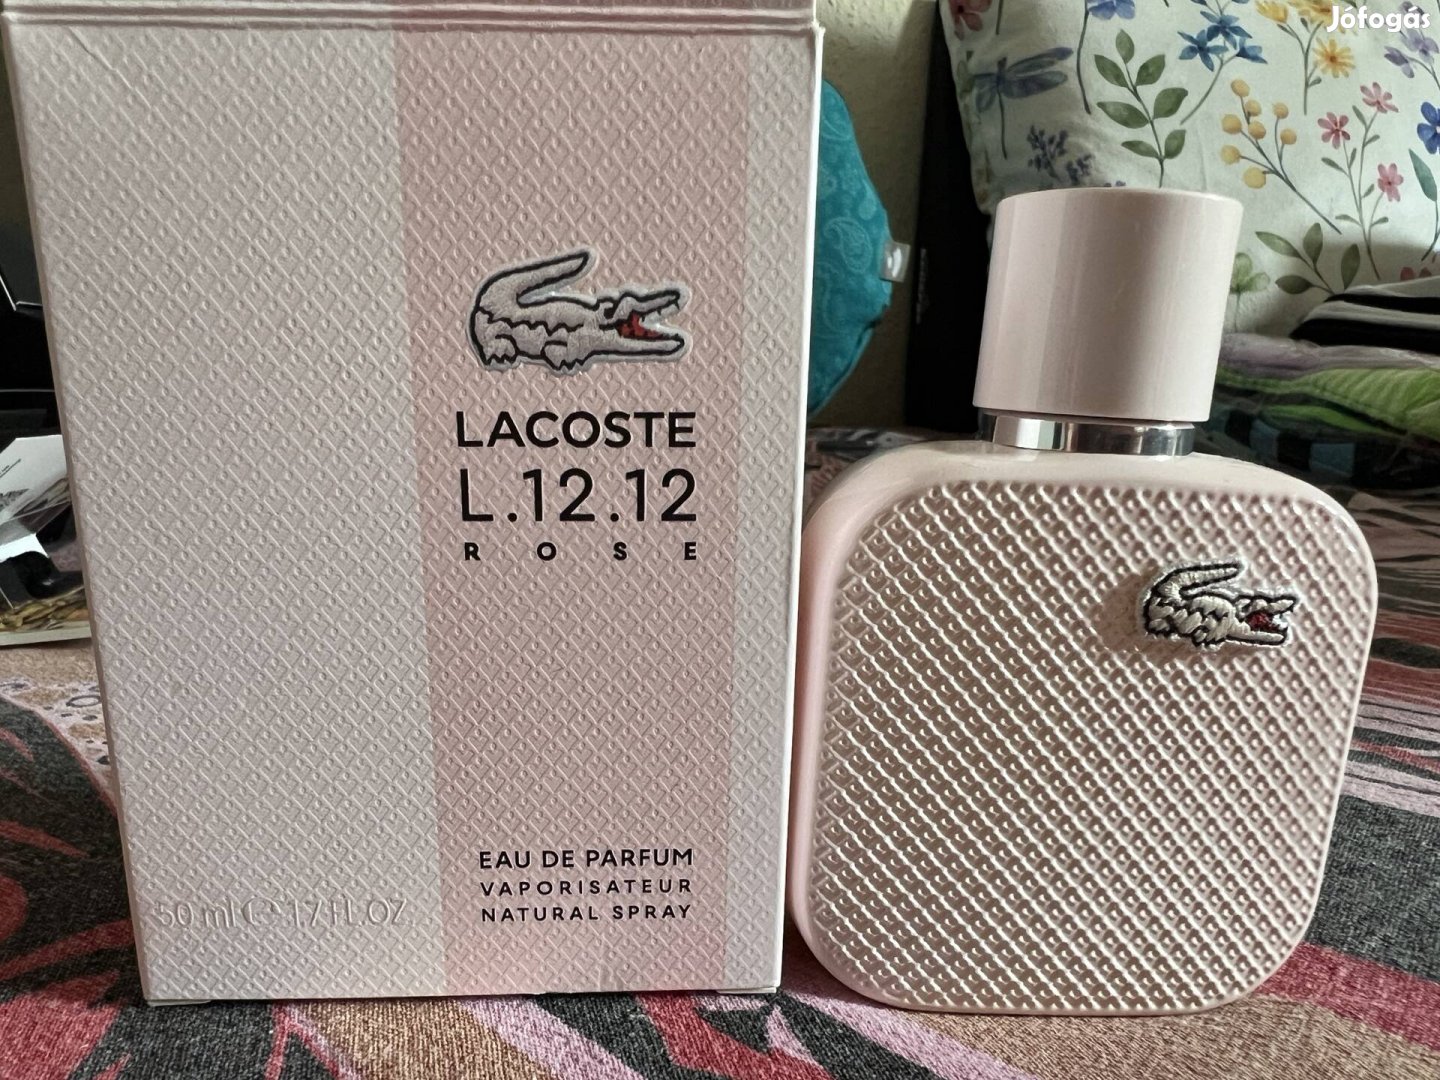 Jófogás
LACOSTE
L.12.12
ROSE
EAU DE PARFUM
VAPORISATEUR
NATURAL SPRAY
50 ml ℮ 1.7 FL.OZ